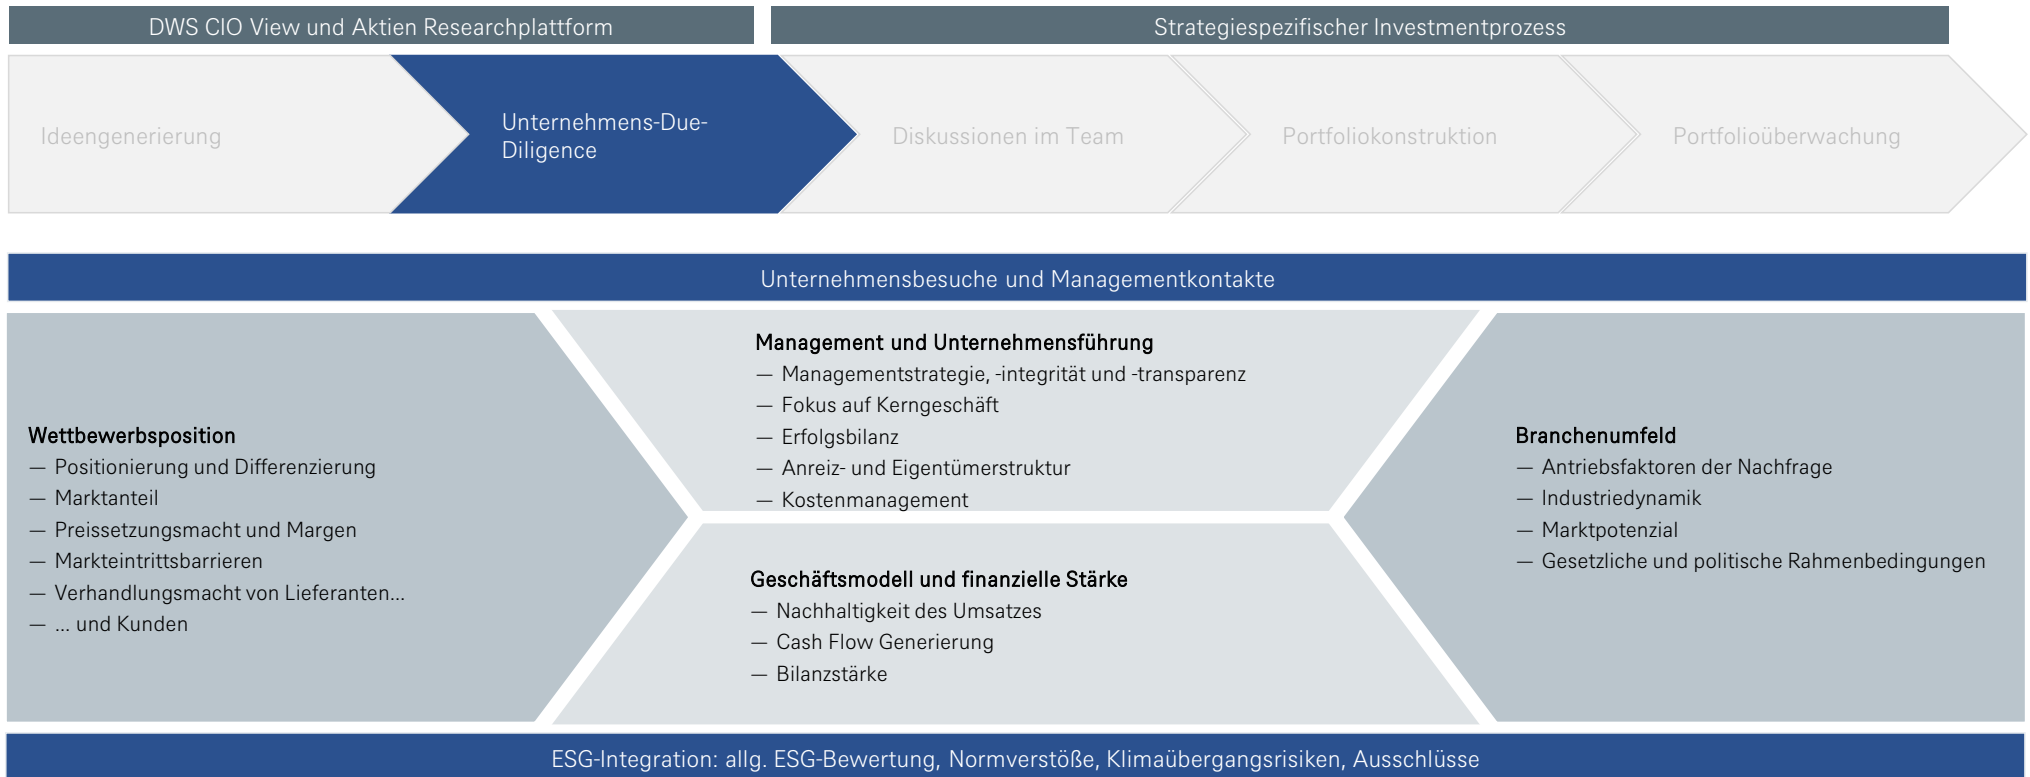 DWS CIO View und Aktien Researchplattform
Strategiespezifischer Investmentprozess
Ideengenerierung
Unternehmens-Due-
Diligence
Diskussionen im Team
Portfoliokonstruktion
Portfolioüberwachung
Unternehmensbesuche und Managementkontakte
Wettbewerbsposition
— Positionierung und Differenzierung
— Marktanteil
— Preissetzungsmacht und Margen
— Markteintrittsbarrieren
— Verhandlungsmacht von Lieferanten...
— ... und Kunden
Management und Unternehmensführung
— Managementstrategie, -integrität und -transparenz
— Fokus auf Kerngeschäft
— Erfolgsbilanz
— Anreiz- und Eigentümerstruktur
— Kostenmanagement
Geschäftsmodell und finanzielle Stärke
— Nachhaltigkeit des Umsatzes
— Cash Flow Generierung
— Bilanzstärke
Branchenumfeld
— Antriebsfaktoren der Nachfrage
— Industriedynamik
— Marktpotenzial
— Gesetzliche und politische Rahmenbedingungen
ESG-Integration: allg. ESG-Bewertung, Normverstöße, Klimaübergangsrisiken, Ausschlüsse